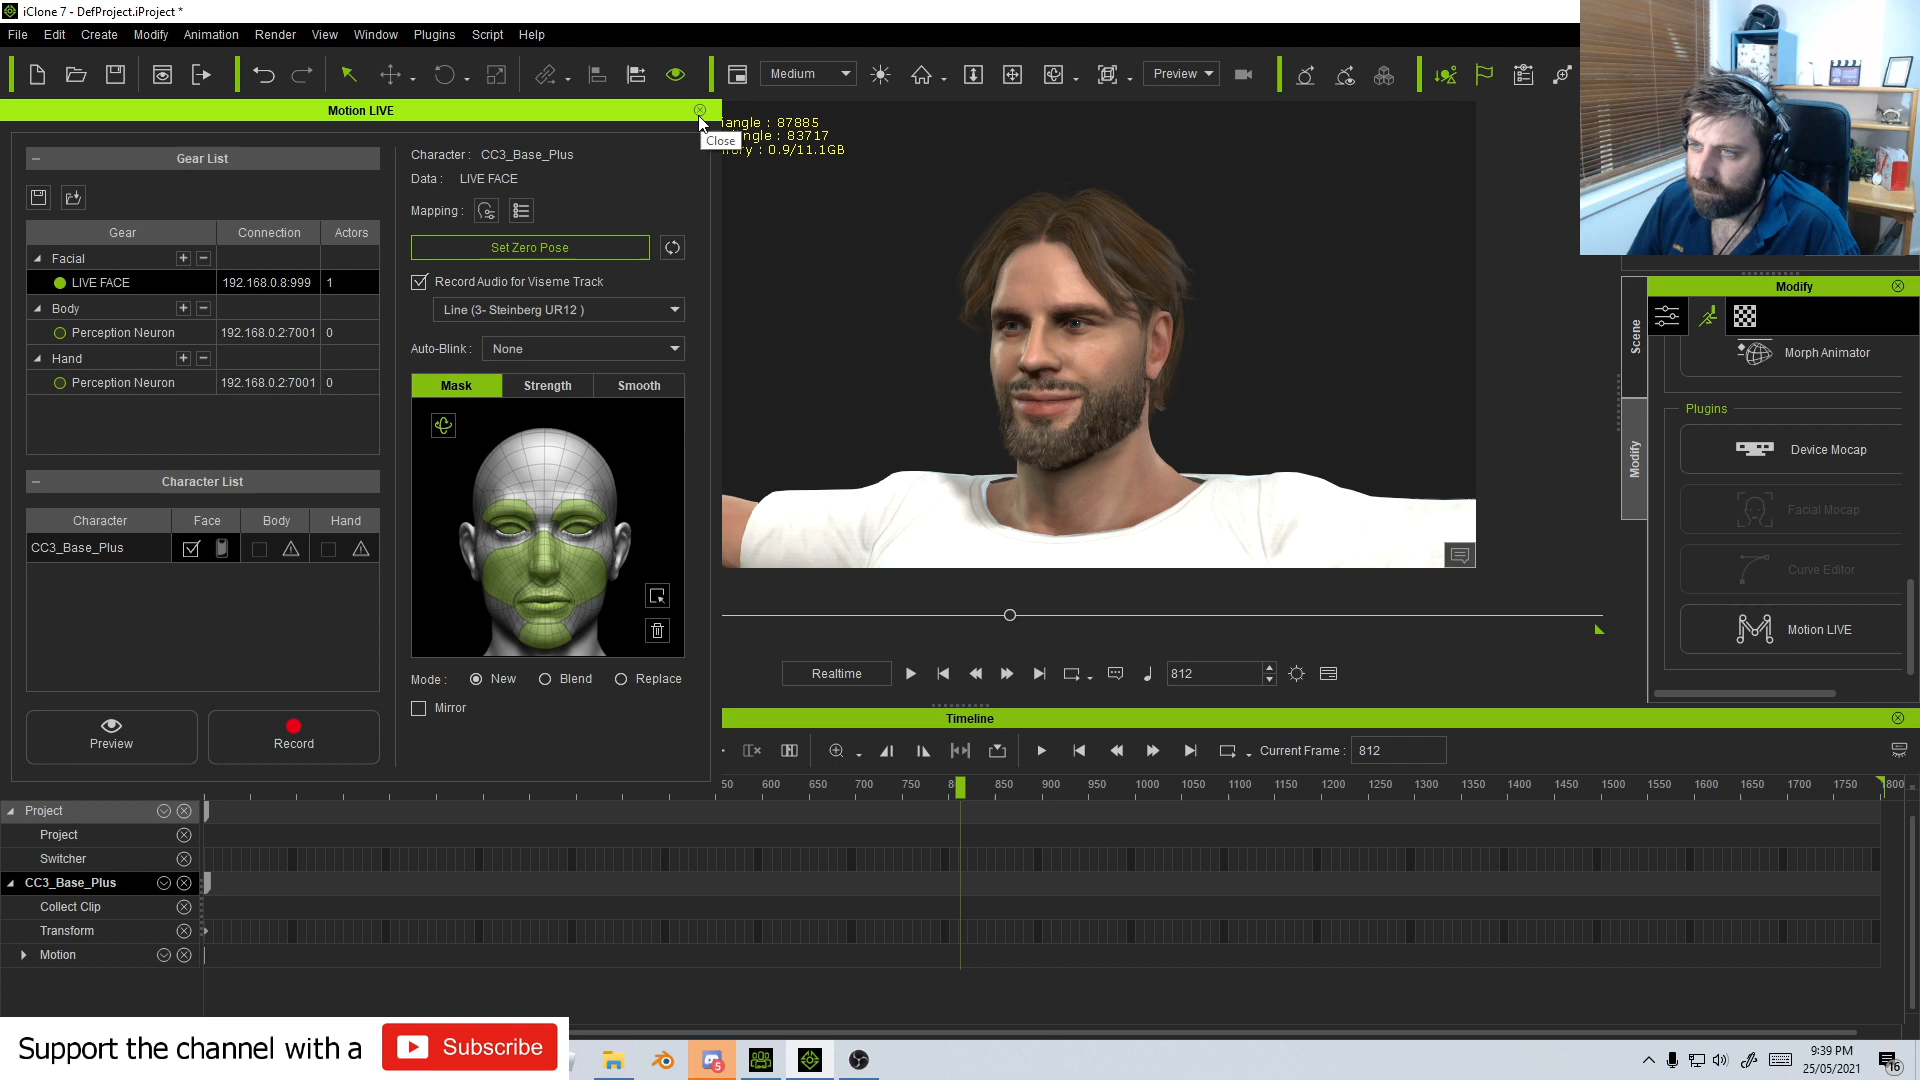 iClone 7 - DefProject.iProject *
File Edit Create Modify Animation Render View Window Plugins Script Help
Medium Preview
Motion LIVE
angle : 87885
ngle : 83717
ory : 0.9/11.1GB
Close
Gear List
Gear Connection Actors
Facial
LIVE FACE 192.168.0.8:999 1
Body
Perception Neuron 192.168.0.2:7001 0
Hand
Perception Neuron 192.168.0.2:7001 0
Character List
Character Face Body Hand
CC3_Base_Plus
Preview
Record
Character : CC3_Base_Plus
Data : LIVE FACE
Mapping :
Set Zero Pose
Record Audio for Viseme Track
Line (3- Steinberg UR12 )
Auto-Blink : None
Mask Strength Smooth
Mode : New Blend Replace
Mirror
Scene
Modify
Modify
Morph Animator
Plugins
Device Mocap
Facial Mocap
Curve Editor
Motion LIVE
Realtime 812
Timeline
Current Frame : 812
50 600 650 700 750 8 850 900 950 1000 1050 1100 1150 1200 1250 1300 1350 1400 1450 1500 1550 1600 1650 1700 1750 1800
Project
Project
Switcher
CC3_Base_Plus
Collect Clip
Transform
Motion
Support the channel with a Subscribe
5
9:39 PM
25/05/2021
16